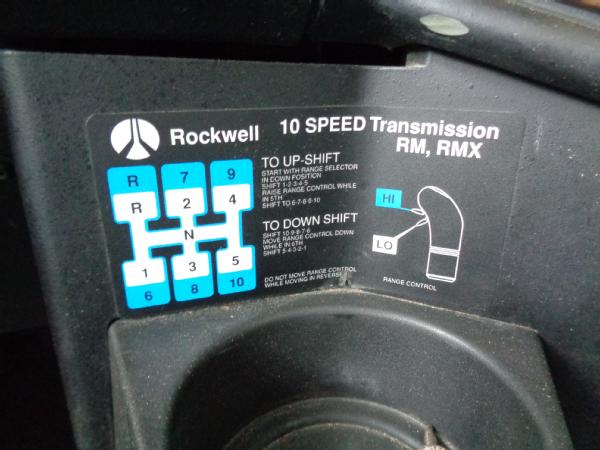 Rockwell 10 SPEED Transmission
RM, RMX
R 7 9
R 2 4
N
1 3 5
6 8 10
TO UP-SHIFT
START WITH RANGE SELECTOR
IN DOWN POSITION
SHIFT 1-2-3-4-5
RAISE RANGE CONTROL WHILE
IN 5TH
SHIFT TO 6-7-8-9-10
TO DOWN SHIFT
SHIFT 10-9-8-7-6
MOVE RANGE CONTROL DOWN
WHILE IN 6TH
SHIFT 5-4-3-2-1
DO NOT MOVE RANGE CONTROL
WHILE MOVING IN REVERSE
HI
LO
RANGE CONTROL